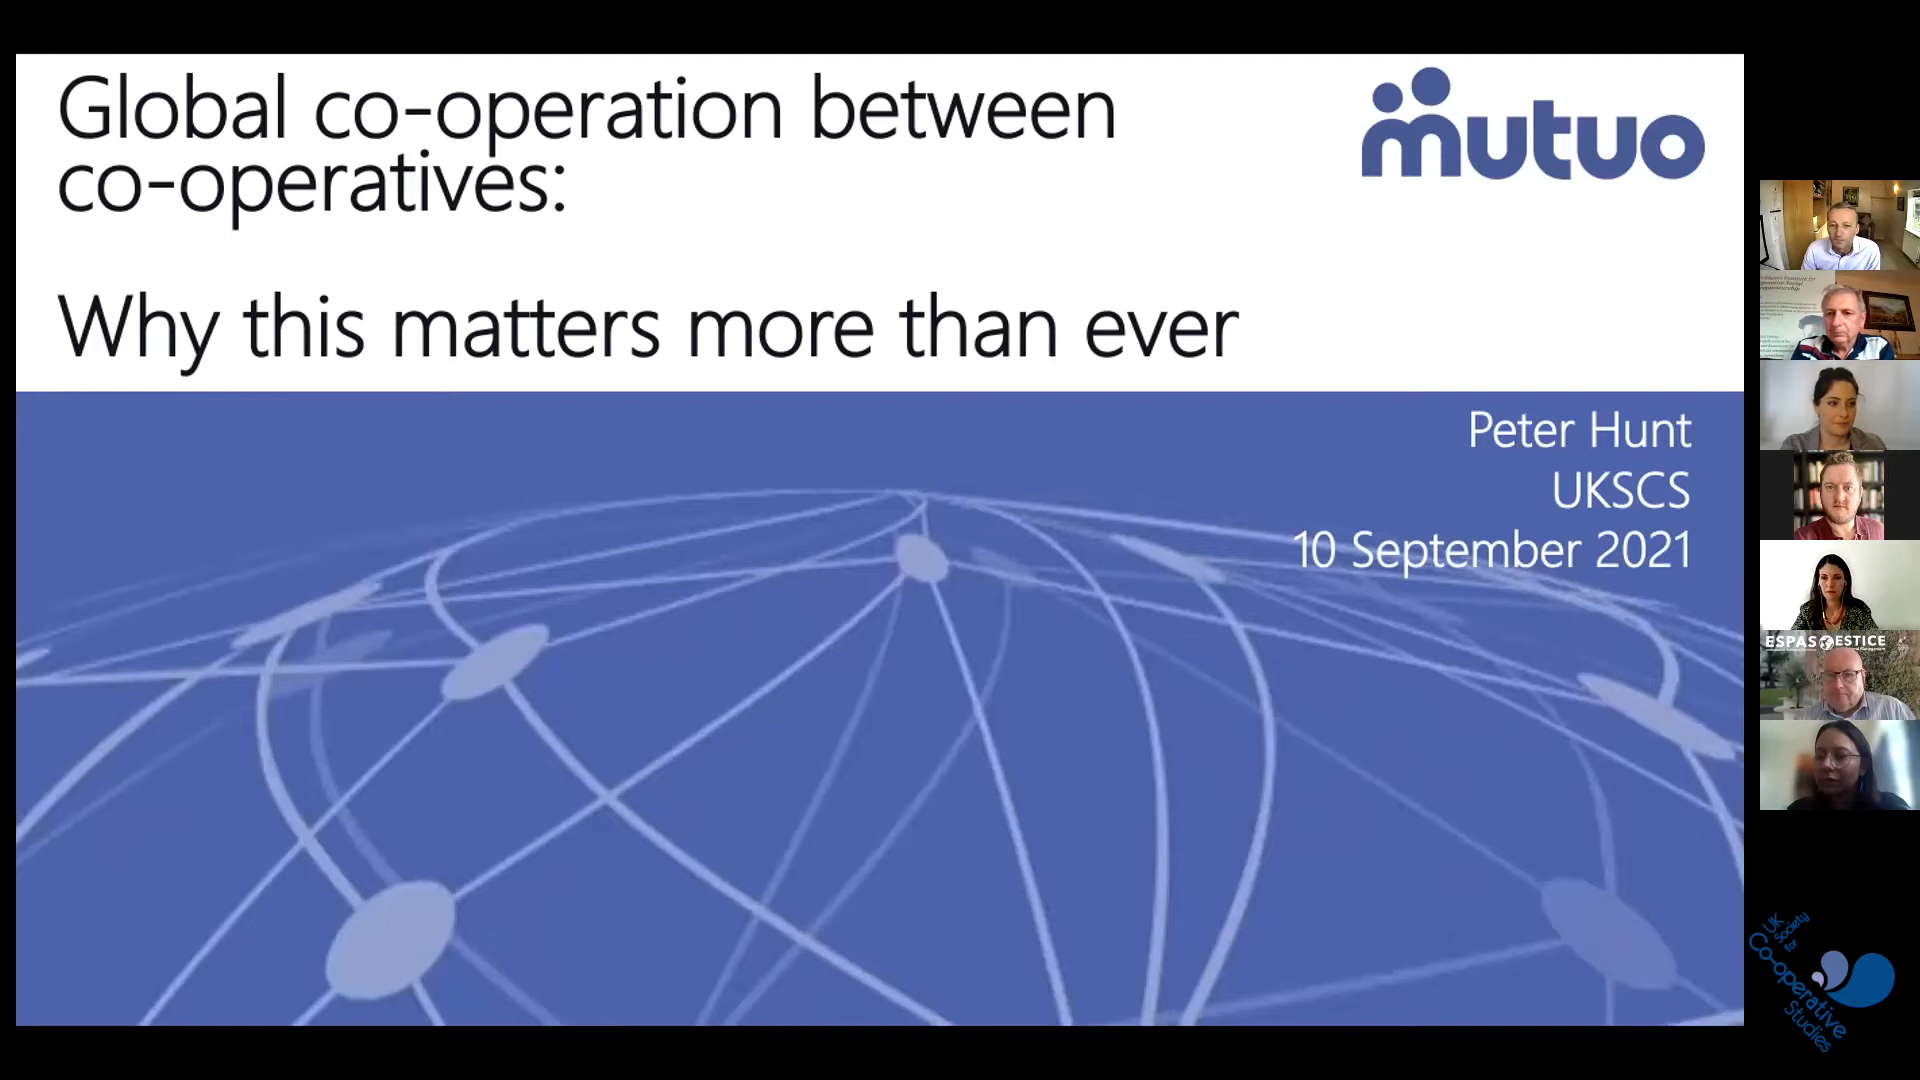 Global co-operation between
co-operatives:
Why this matters more than ever
mutuo
Peter Hunt
UKSCS
10 September 2021
ESPAS ESTICE
UK
Society
for
Co-operative
Studies